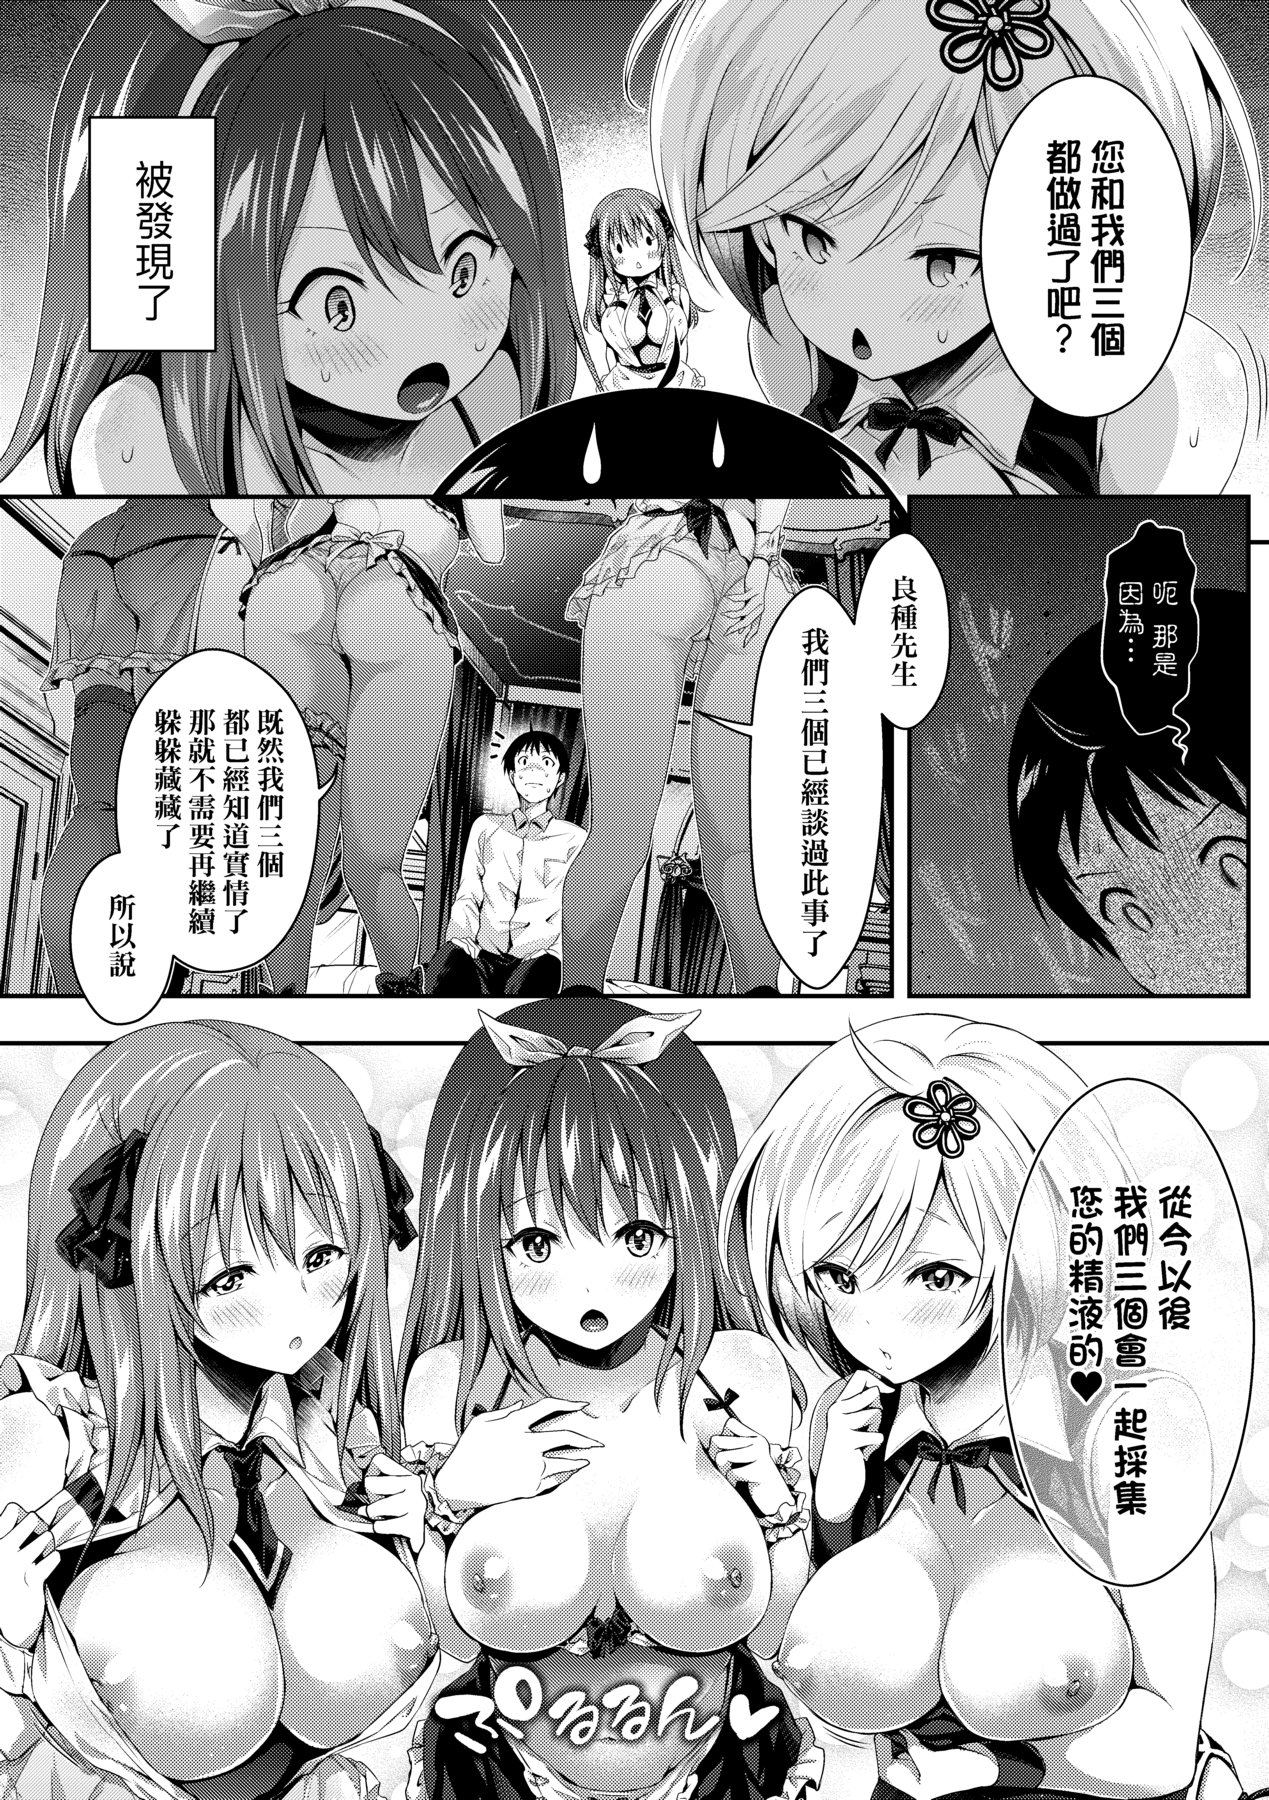 您和我們三個
都做過了吧？
被發現了
呃 那是
因為…
良種先生
我們三個已經談過此事了
既然我們三個
都已經知道實情了
那就不需要再繼續
躲躲藏藏了
所以說
從今以後
我們三個會一起採集
您的精液的♥
ぷるるるん♡